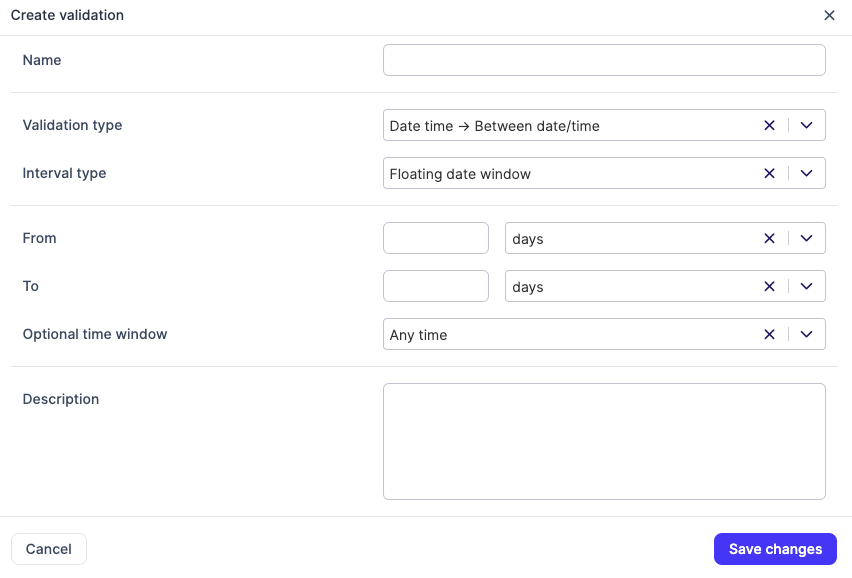 Create validation
Name
Validation type
Date time → Between date/time
Interval type
Floating date window
From
days
To
days
Optional time window
Any time
Description
Cancel
Save changes